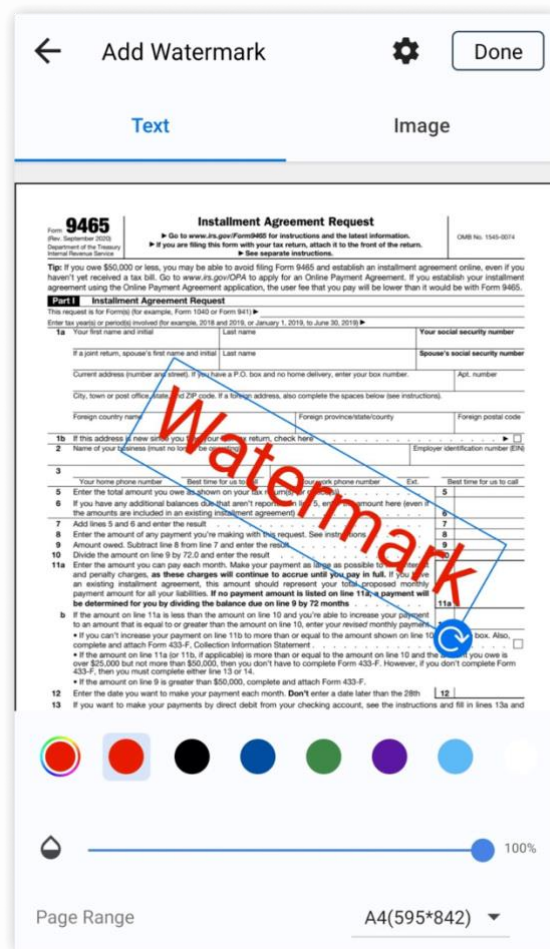 Add Watermark
Done
Text
Image
Form 9465
(Rev. September 2020)
Department of the Treasury
Internal Revenue Service
Installment Agreement Request
► Go to www.irs.gov/Form9465 for instructions and the latest information.
► If you are filing this form with your tax return, attach it to the front of the return.
► See separate instructions.
OMB No. 1545-0074
Tip: If you owe $50,000 or less, you may be able to avoid filing Form 9465 and establish an installment agreement online, even if you
haven't yet received a tax bill. Go to www.irs.gov/OPA to apply for an Online Payment Agreement. If you establish your installment
agreement using the Online Payment Agreement application, the user fee that you pay will be lower than it would be with Form 9465.
Part I Installment Agreement Request
This request is for Form(s) (for example, Form 1040 or Form 941) ►
Enter tax year(s) or period(s) involved (for example, 2018 and 2019, or January 1, 2019, to June 30, 2019) ►
1a Your first name and initial Last name Your social security number
If a joint return, spouse's first name and initial Last name Spouse's social security number
Current address (number and street). If you have a P.O. box and no home delivery, enter your box number. Apt. number
City, town or post office, state, and ZIP code. If a foreign address, also complete the spaces below (see instructions).
Foreign country name Foreign province/state/county Foreign postal code
1b If this address is new since you filed your tax return, check here ►
2 Name of your business (must no longer be operating) Employer identification number (EIN)
3
Your home phone number Best time for us to call Your work phone number Ext. Best time for us to call
5 Enter the total amount you owe as shown on your tax return(s) 5
6 If you have any additional balances due that aren't reported on line 5, enter the amount here (even if
the amounts are included in an existing installment agreement) 6
7 Add lines 5 and 6 and enter the result 7
8 Enter the amount of any payment you're making with this request. See instructions 8
9 Amount owed. Subtract line 8 from line 7 and enter the result 9
10 Divide the amount on line 9 by 72.0 and enter the result
11a Enter the amount you can pay each month. Make your payment as large as possible to
and penalty charges, as these charges will continue to accrue until you pay in full. If you have
an existing installment agreement, this amount should represent your total proposed monthly
payment amount for all your liabilities. If no payment amount is listed on line 11a, a payment will
be determined for you by dividing the balance due on line 9 by 72 months 11a
b If the amount on line 11a is less than the amount on line 10 and you're able to increase your payment
to an amount that is equal to or greater than the amount on line 10, enter your revised monthly payment
• If you can't increase your payment on line 11b to more than or equal to the amount shown on line 10 box. Also,
complete and attach Form 433-F, Collection Information Statement
• If the amount on line 11a (or 11b, if applicable) is more than or equal to the amount on line 10 and the you owe is
over $25,000 but not more than $50,000, then you don't have to complete Form 433-F. However, if you don't complete Form
433-F, then you must complete either line 13 or 14.
• If the amount on line 9 is greater than $50,000, complete and attach Form 433-F.
12 Enter the date you want to make your payment each month. Don't enter a date later than the 28th 12
13 If you want to make your payments by direct debit from your checking account, see the instructions and fill in lines 13a and
Watermark
100%
Page Range
A4(595*842)